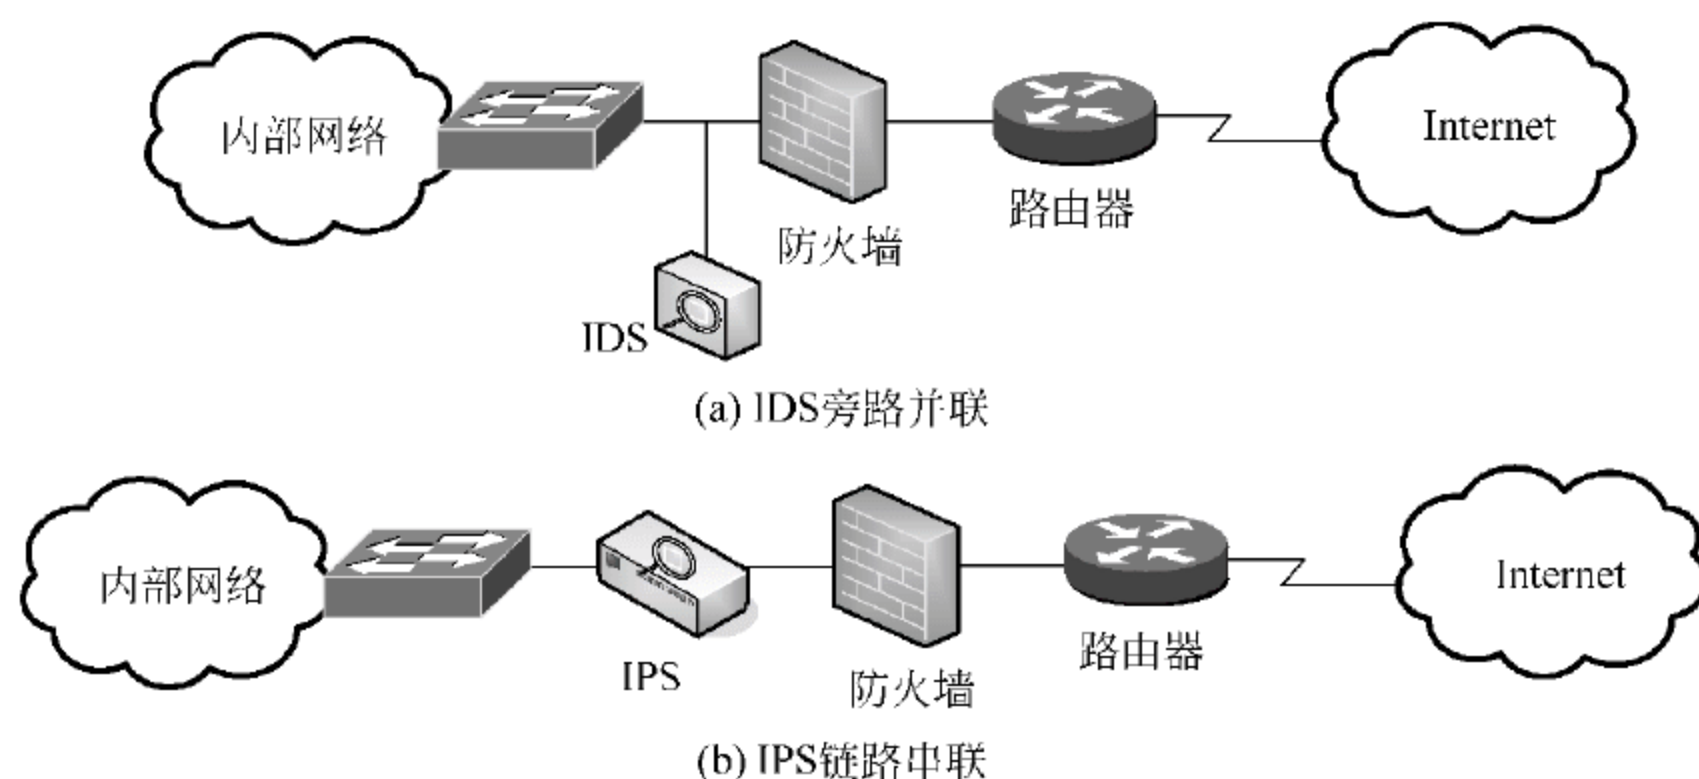 内部网络
Internet
路由器
防火墙
IDS
(a) IDS旁路并联
内部网络
Internet
路由器
IPS
防火墙
(b) IPS链路串联